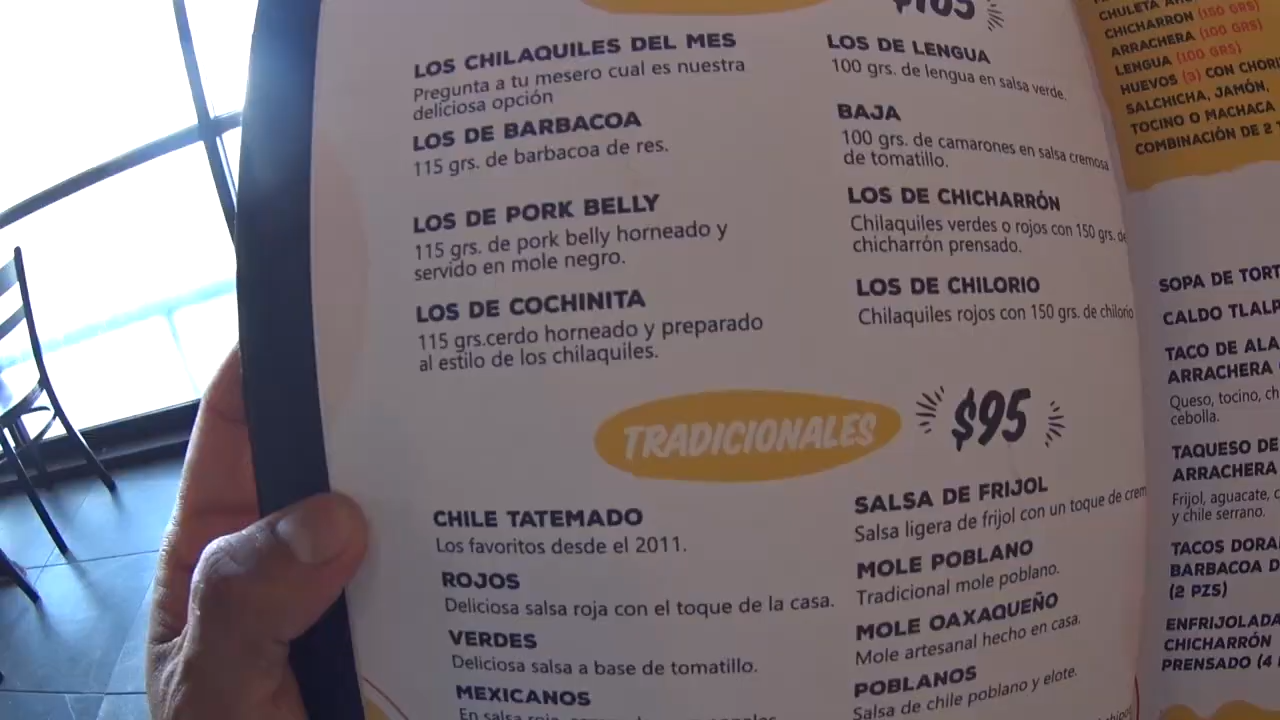 $165
LOS CHILAQUILES DEL MES
Pregunta a tu mesero cual es nuestra
deliciosa opción
LOS DE BARBACOA
115 grs. de barbacoa de res.
LOS DE PORK BELLY
115 grs. de pork belly horneado y
servido en mole negro.
LOS DE COCHINITA
115 grs.cerdo horneado y preparado
al estilo de los chilaquiles.
LOS DE LENGUA
100 grs. de lengua en salsa verde.
BAJA
100 grs. de camarones en salsa cremosa
de tomatillo.
LOS DE CHICHARRÓN
Chilaquiles verdes o rojos con 150 grs. de
chicharrón prensado.
LOS DE CHILORIO
Chilaquiles rojos con 150 grs. de chilorio
TRADICIONALES
$95
CHILE TATEMADO
Los favoritos desde el 2011.
ROJOS
Deliciosa salsa roja con el toque de la casa.
VERDES
Deliciosa salsa a base de tomatillo.
MEXICANOS
En salsa
SALSA DE FRIJOL
Salsa ligera de frijol con un toque de
MOLE POBLANO
Tradicional mole poblano.
MOLE OAXAQUEÑO
Mole artesanal hecho en casa.
POBLANOS
Salsa de chile poblano y elote.
CHULETA
CHICHARRON (150 GRS)
ARRACHERA (100 GRS)
LENGUA (100 GRS)
HUEVOS (3) CON
SALCHICHA, JAMÓN,
TOCINO O MACHACA
COMBINACIÓN DE 2
SOPA DE
CALDO
TACO DE
ARRACHERA
Queso, tocino,
cebolla.
TAQUESO DE
ARRACHERA
Frijol, aguacate,
y chile serrano.
TACOS
BARBACOA
(2 PZS)
CHICHARRÓN
PRENSADO (4